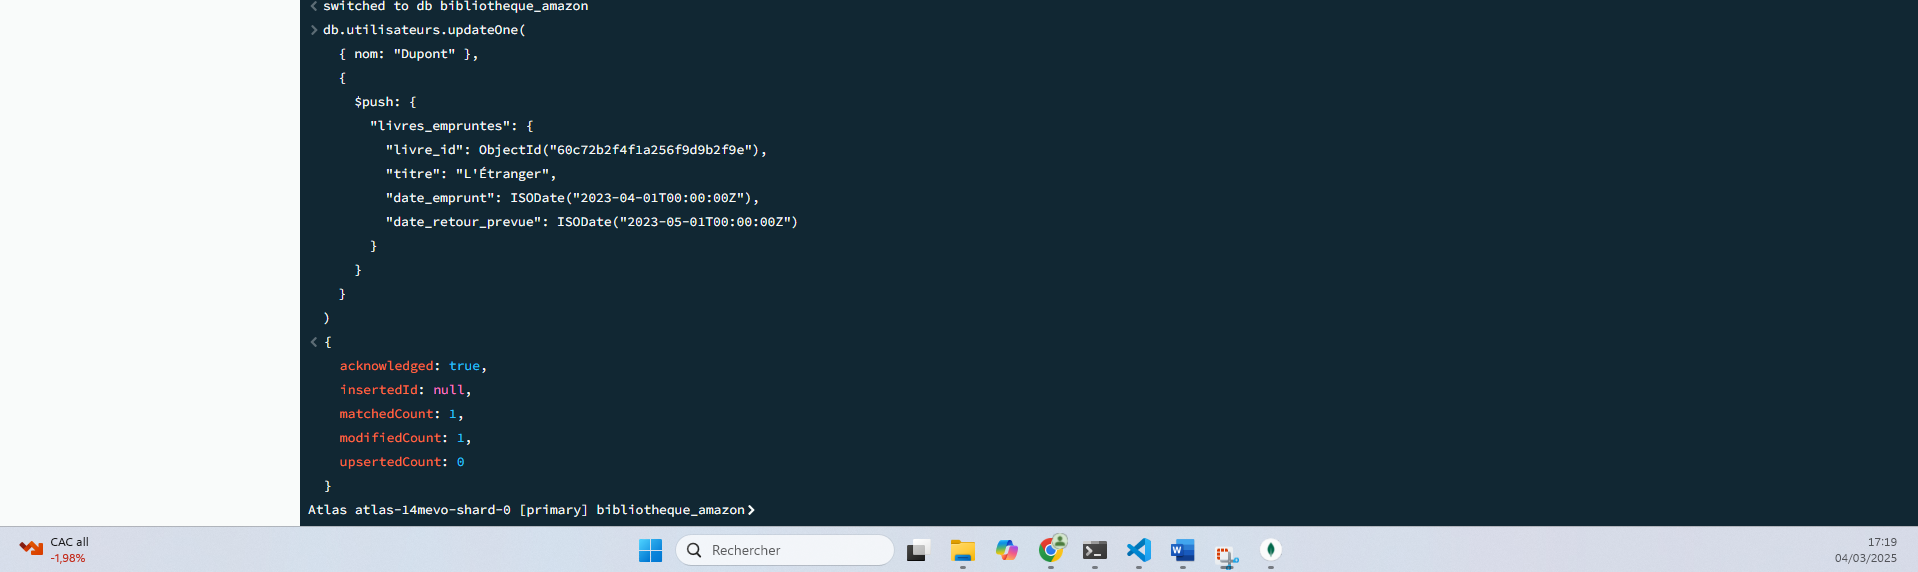 switched to db bibliotheque_amazon
db.utilisateurs.updateOne(
{ nom: "Dupont" },
{
$push: {
"livres_empruntes": {
"livre_id": ObjectId("60c72b2f4f1a256f9d9b2f9e"),
"titre": "L'Étranger",
"date_emprunt": ISODate("2023-04-01T00:00:00Z"),
"date_retour_prevue": ISODate("2023-05-01T00:00:00Z")
}
}
}
)
{
acknowledged: true,
insertedId: null,
matchedCount: 1,
modifiedCount: 1,
upsertedCount: 0
}
Atlas atlas-14mevo-shard-0 [primary] bibliotheque_amazon>
CAC all
-1,98%
Rechercher
17:19
04/03/2025